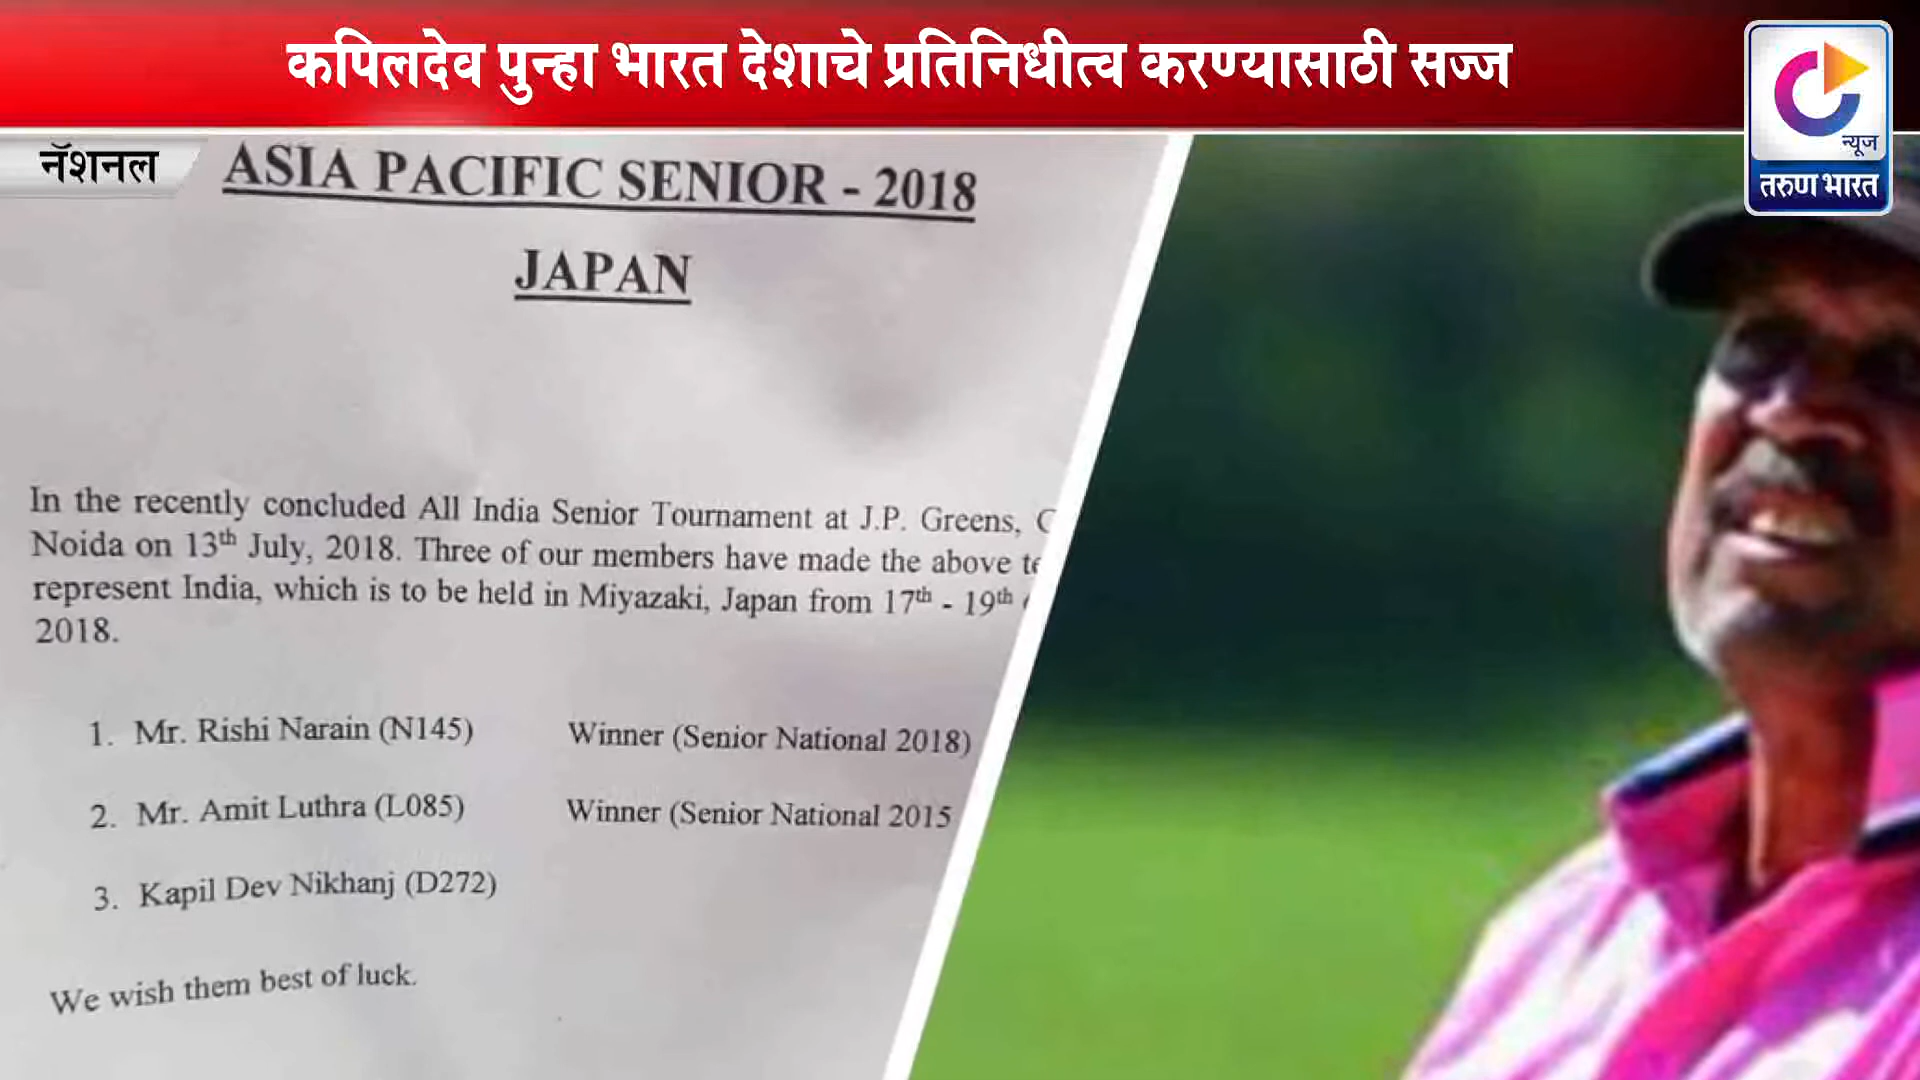 कपिलदेव पुन्हा भारत देशाचे प्रतिनिधीत्व करण्यासाठी सज्ज
न्यूज
तरुण भारत
नॅशनल
ASIA PACIFIC SENIOR - 2018
JAPAN
In the recently concluded All India Senior Tournament at J.P. Greens,
Noida on 13th July, 2018. Three of our members have made the above
represent India, which is to be held in Miyazaki, Japan from 17th - 19th
2018.
1. Mr. Rishi Narain (N145) Winner (Senior National 2018)
2. Mr. Amit Luthra (L085) Winner (Senior National 2015
3. Kapil Dev Nikhanj (D272)
We wish them best of luck.